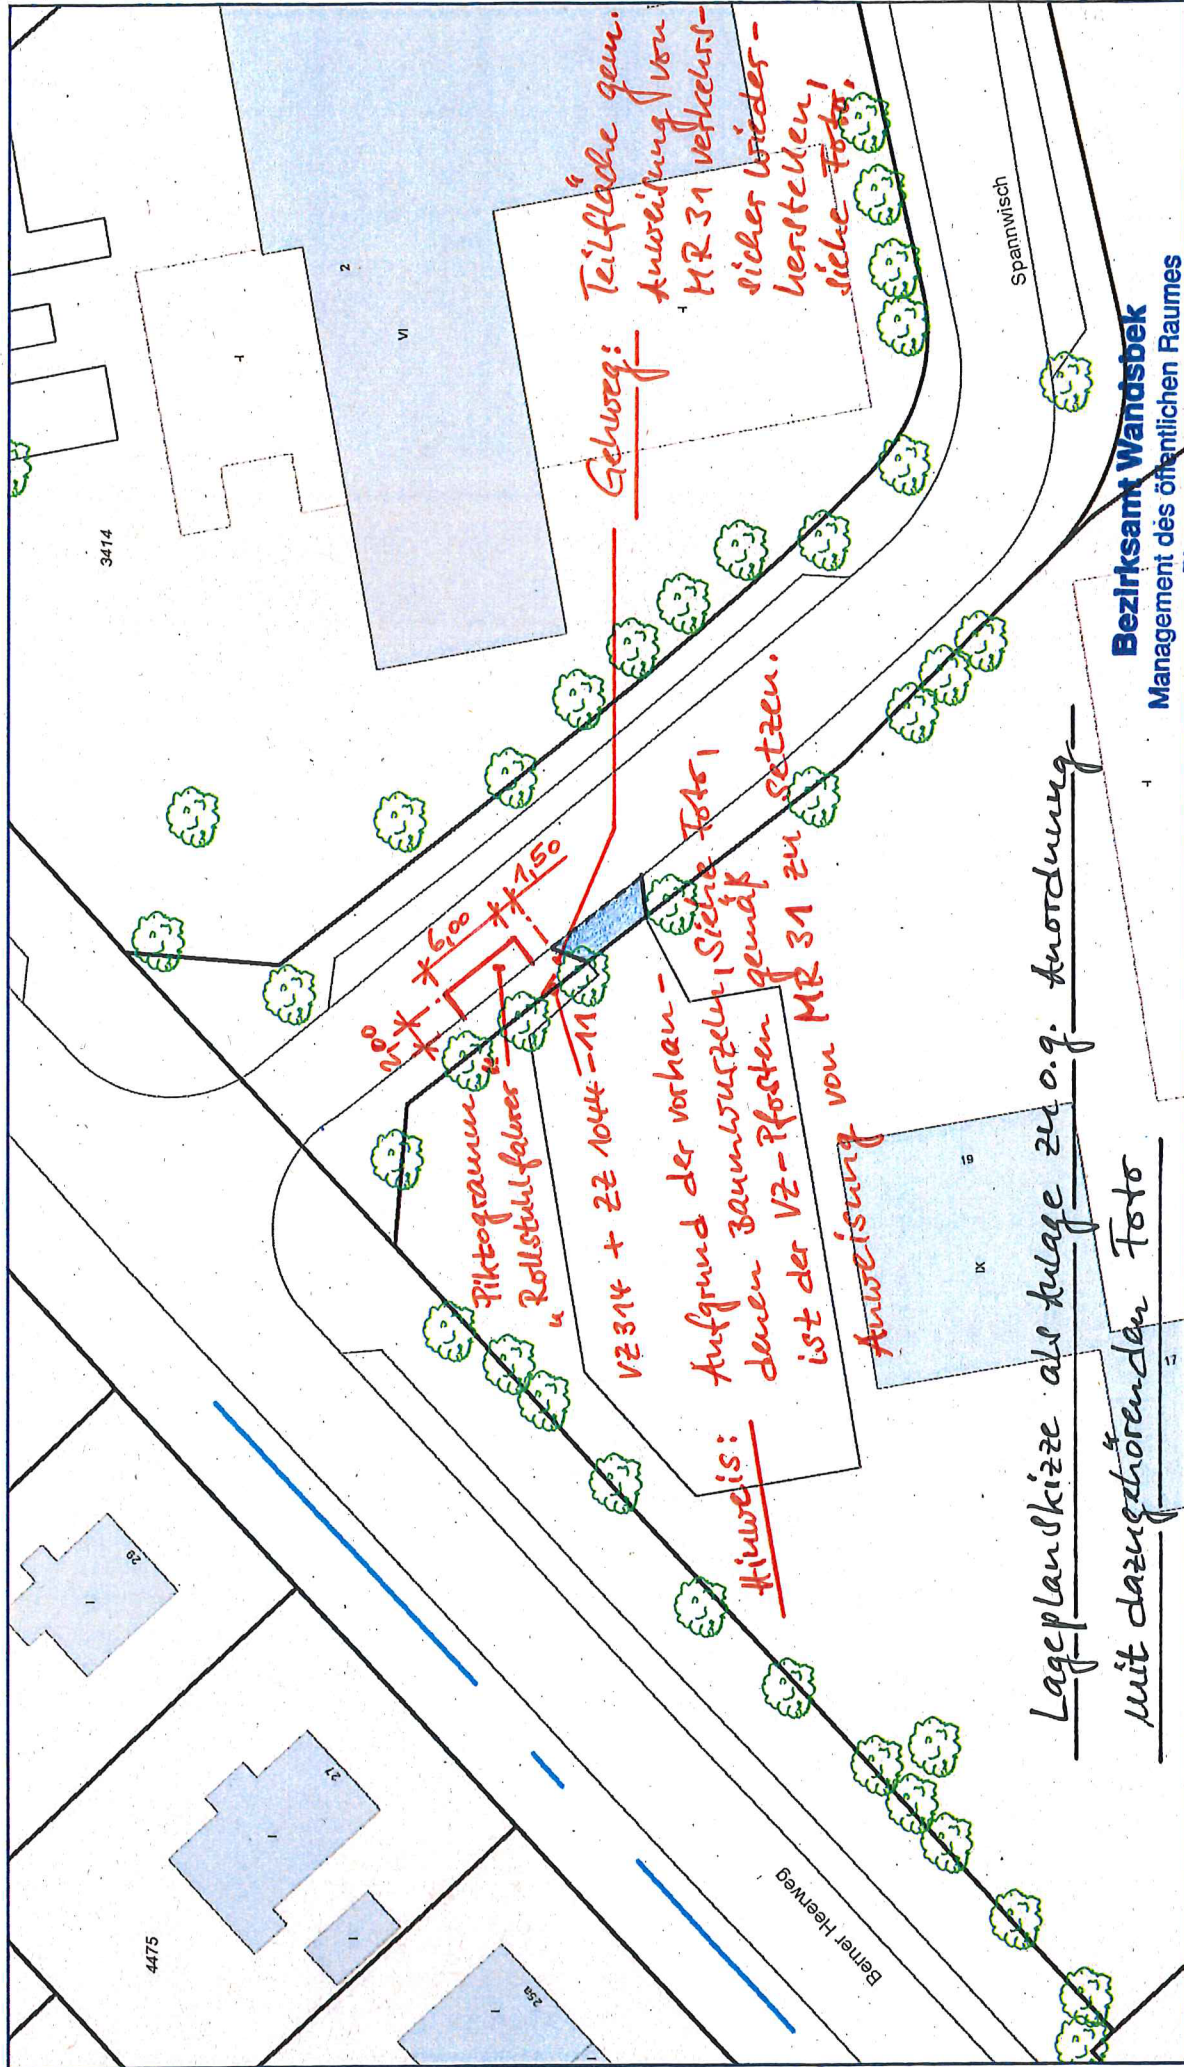 3414
2
VI
-I
-I
Spannwisch
Gehweg:
Teilfläche gem.
Anweisung von
MR 31 verkehrs-
sicher wieder-
herstellen,
siehe Foto.
2,00
6,00
1,50
Piktogramm
"Rollstuhlfahrer"
VZ 314 + ZZ 1044-11
Hinweis:
Aufgrund der vorhan-
denen Baumwurzeln, siehe Foto,
ist der VZ-Pfosten gemäß
Anweisung von MR 31 zu setzen.
19
IX
17
-I
4475
29
I
27
I
I
25a
I
I
Berner Heerweg
Lageplanskizze als Anlage zu o.g. Anordnung
mit dazugehörenden Foto
Bezirksamt Wandsbek
Management des öffentlichen Raumes